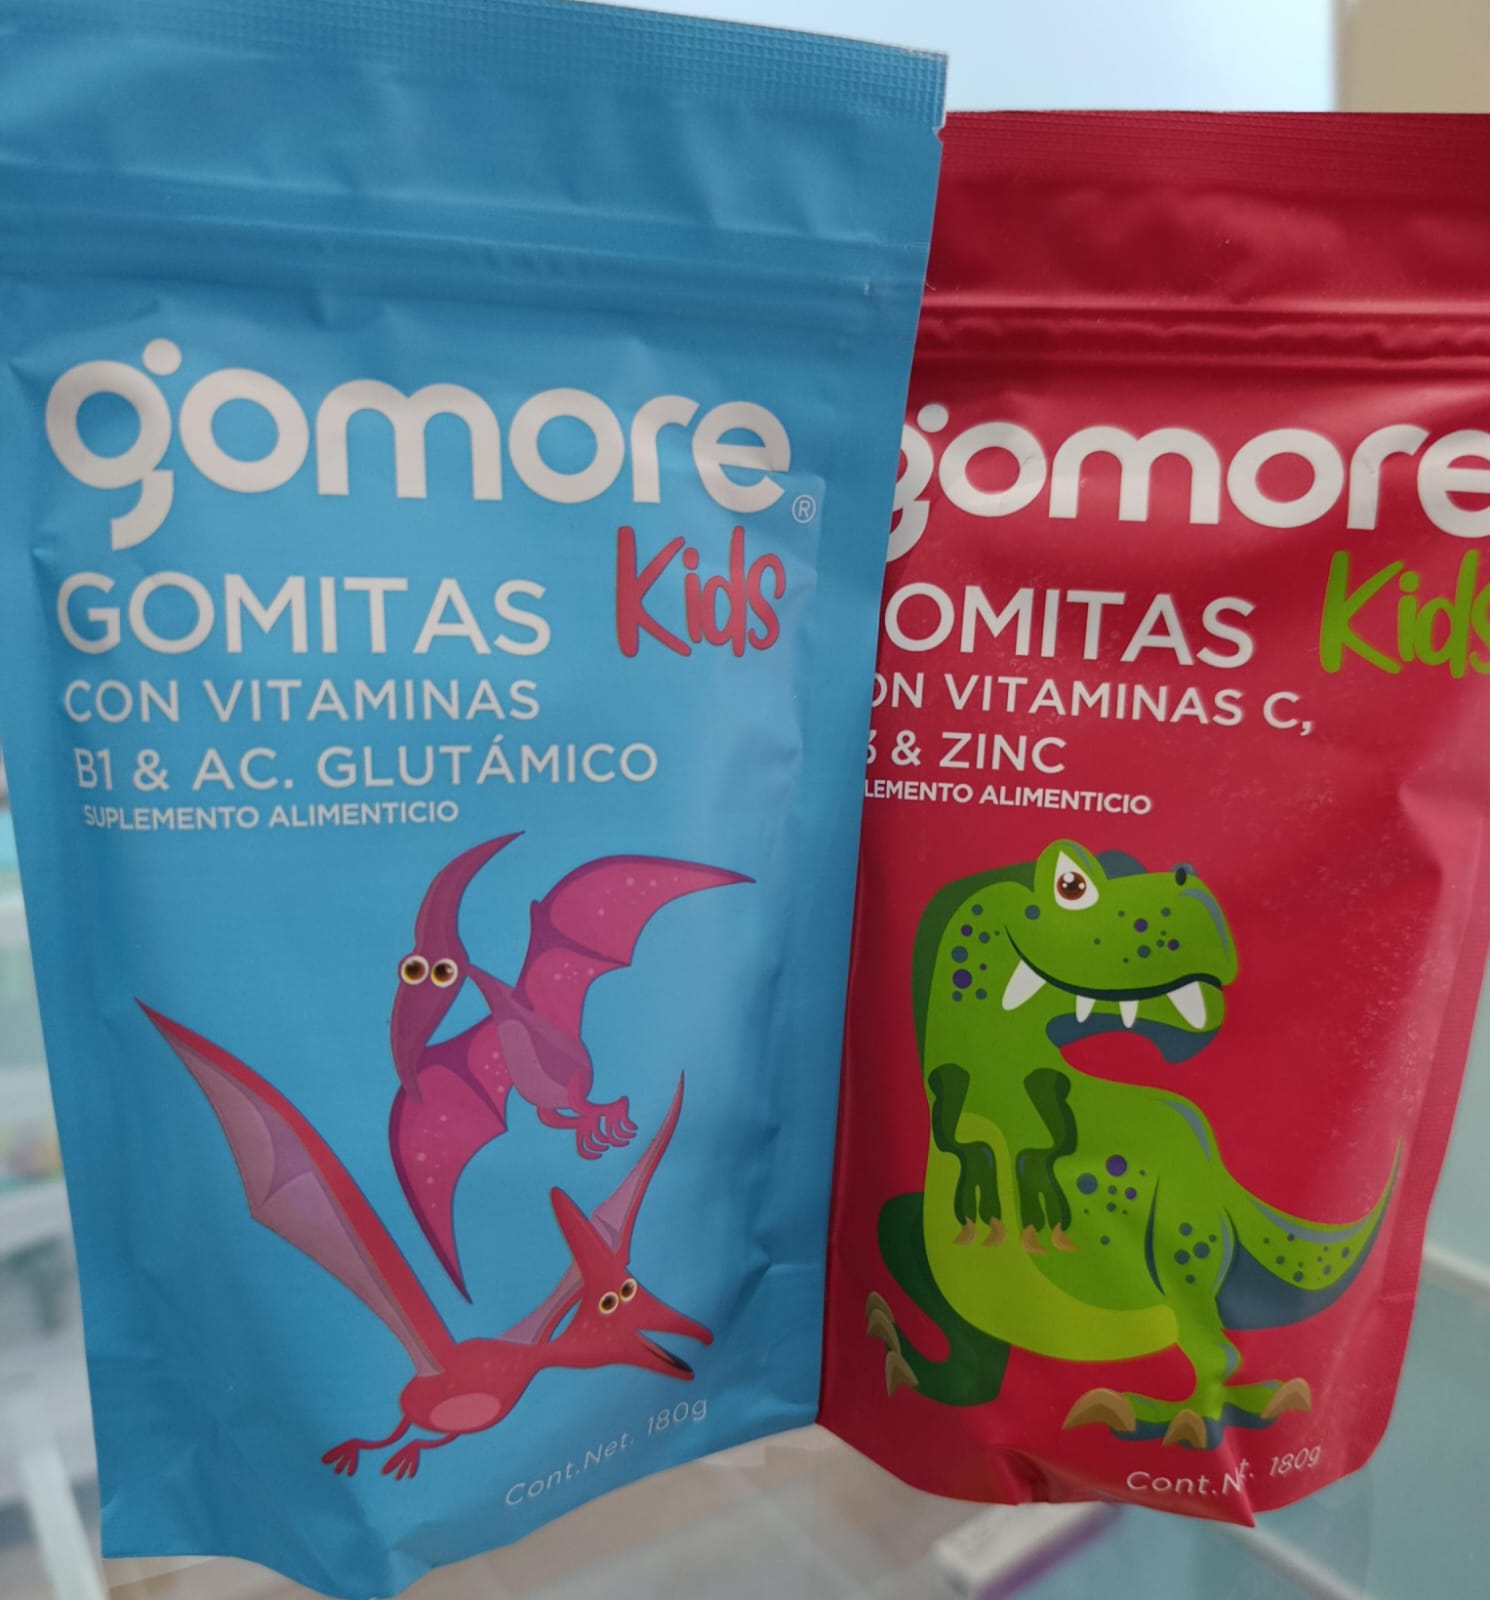 gomore®
Kids
GOMITAS
CON VITAMINAS
B1 & AC. GLUTÁMICO
SUPLEMENTO ALIMENTICIO
Cont.Net. 180g
gomore
Kids
OMITAS
ON VITAMINAS C,
& ZINC
LEMENTO ALIMENTICIO
Cont.N t. 180g